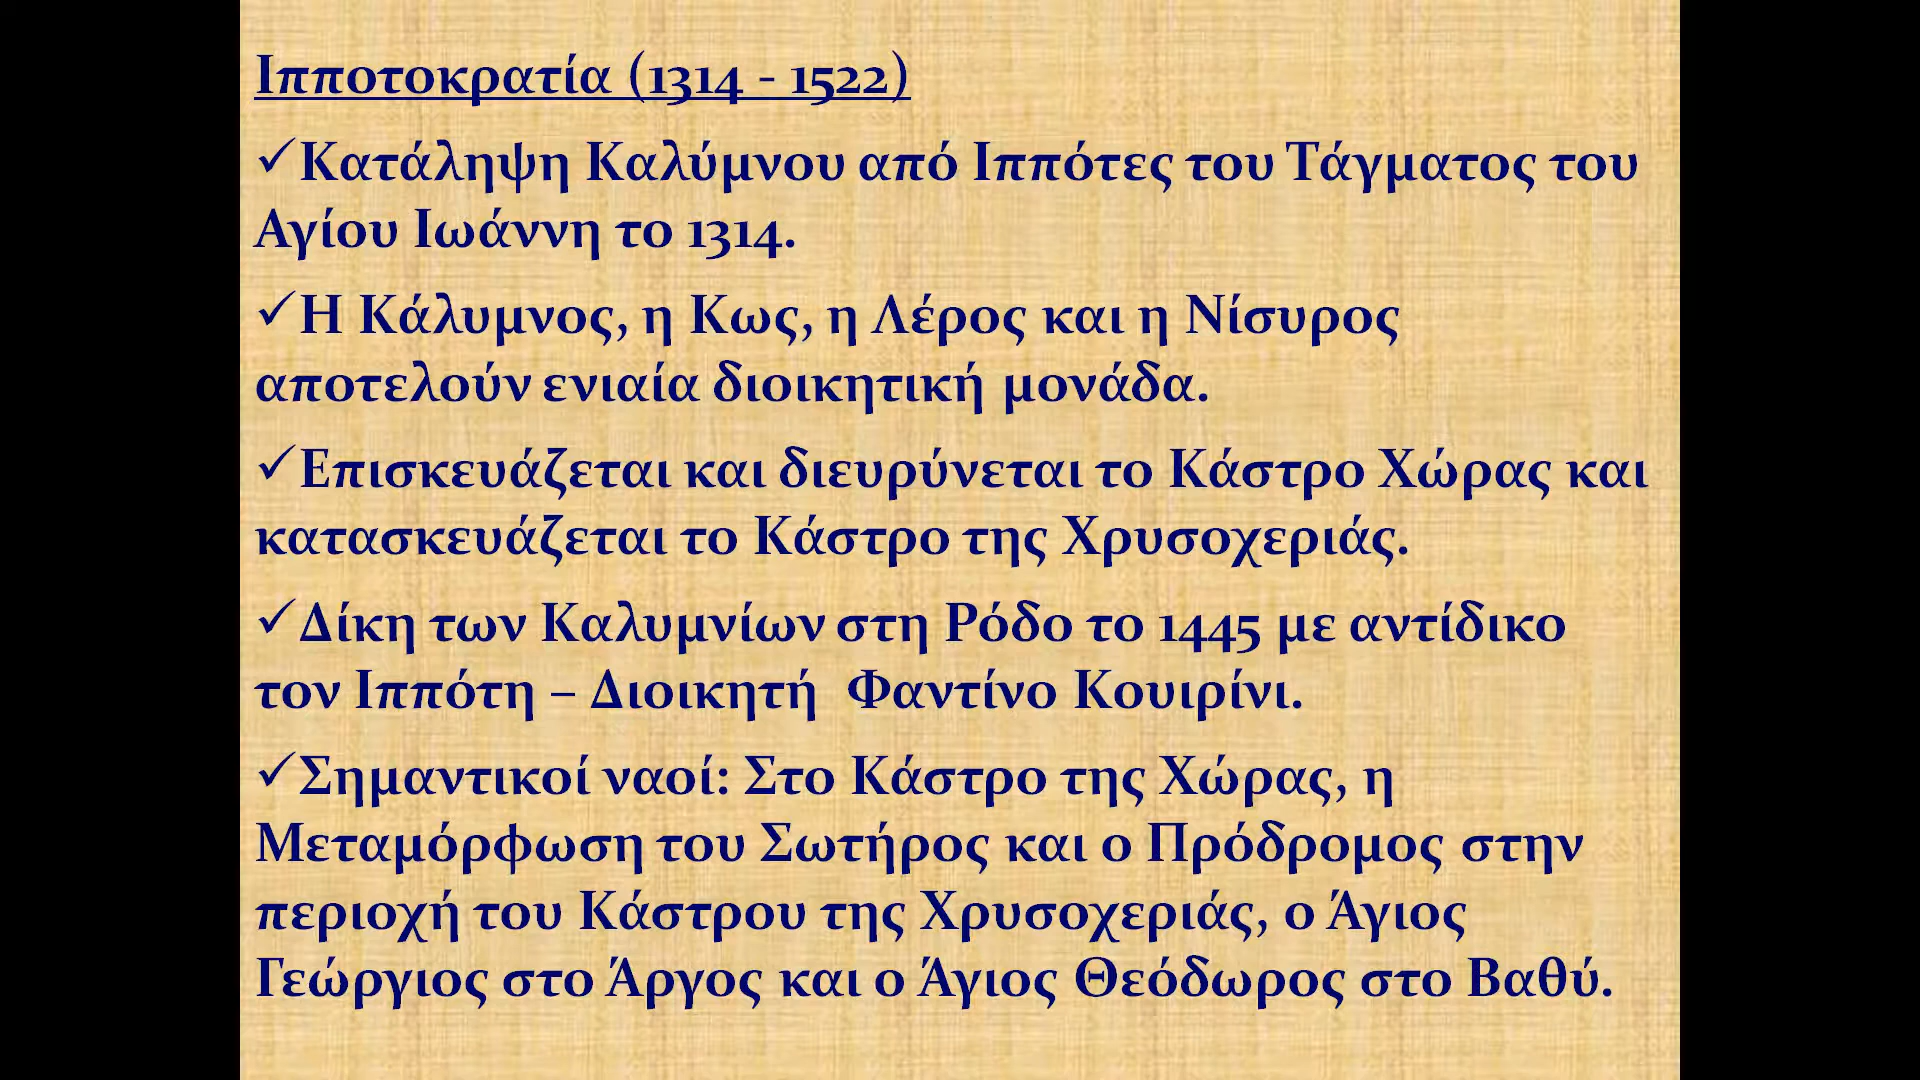 Ιπποτοκρατία (1314 - 1522)
✓Κατάληψη Καλύμνου από Ιππότες του Τάγματος του
Αγίου Ιωάννη το 1314.
✓Η Κάλυμνος, η Κως, η Λέρος και η Νίσυρος
αποτελούν ενιαία διοικητική μονάδα.
✓Επισκευάζεται και διευρύνεται το Κάστρο Χώρας και
κατασκευάζεται το Κάστρο της Χρυσοχεριάς.
✓Δίκη των Καλυμνίων στη Ρόδο το 1445 με αντίδικο
τον Ιππότη – Διοικητή  Φαντίνο Κουιρίνι.
✓Σημαντικοί ναοί: Στο Κάστρο της Χώρας, η
Μεταμόρφωση του Σωτήρος και ο Πρόδρομος στην
περιοχή του Κάστρου της Χρυσοχεριάς, ο Άγιος
Γεώργιος στο Άργος και ο Άγιος Θεόδωρος στο Βαθύ.